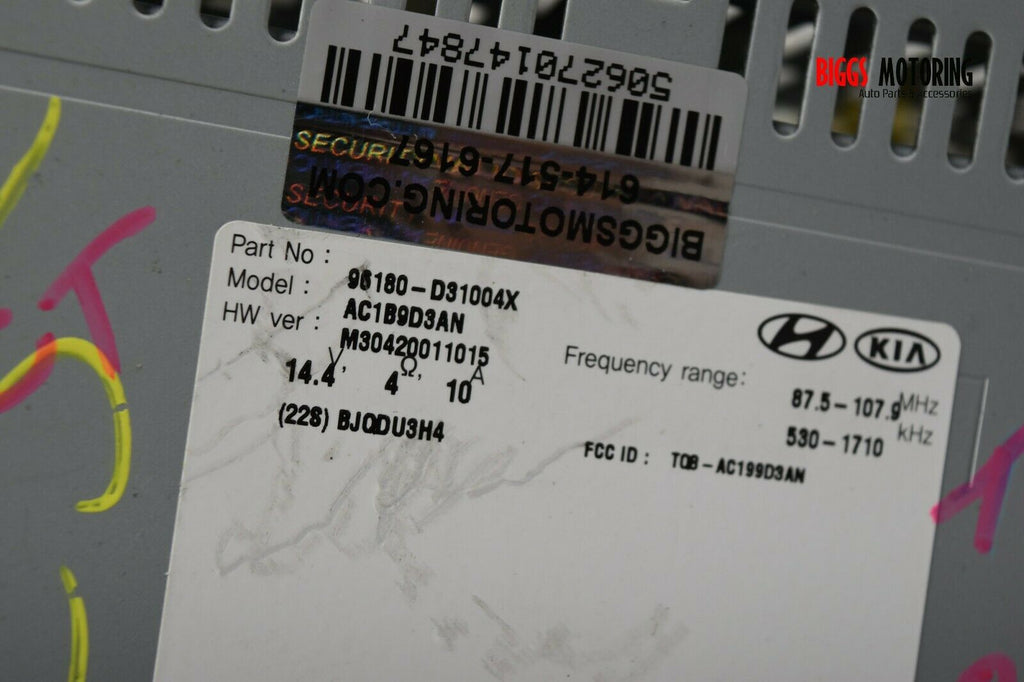 BIGGS MOTORING
Auto Parts & Accessories
506270147847
614-517-6167
BIGGSMOTORING.COM
SECURI
SECURIT
Part No : 96180-D31004X
Model : AC1B9D3AN
HW ver : M30420011015
14.4V, 4Ω, 10A
(22S) BJQDU3H4
KIA
Frequency range: 87.5-107.9 MHz
530-1710 kHz
FCC ID : TQ8-AC199D3AN